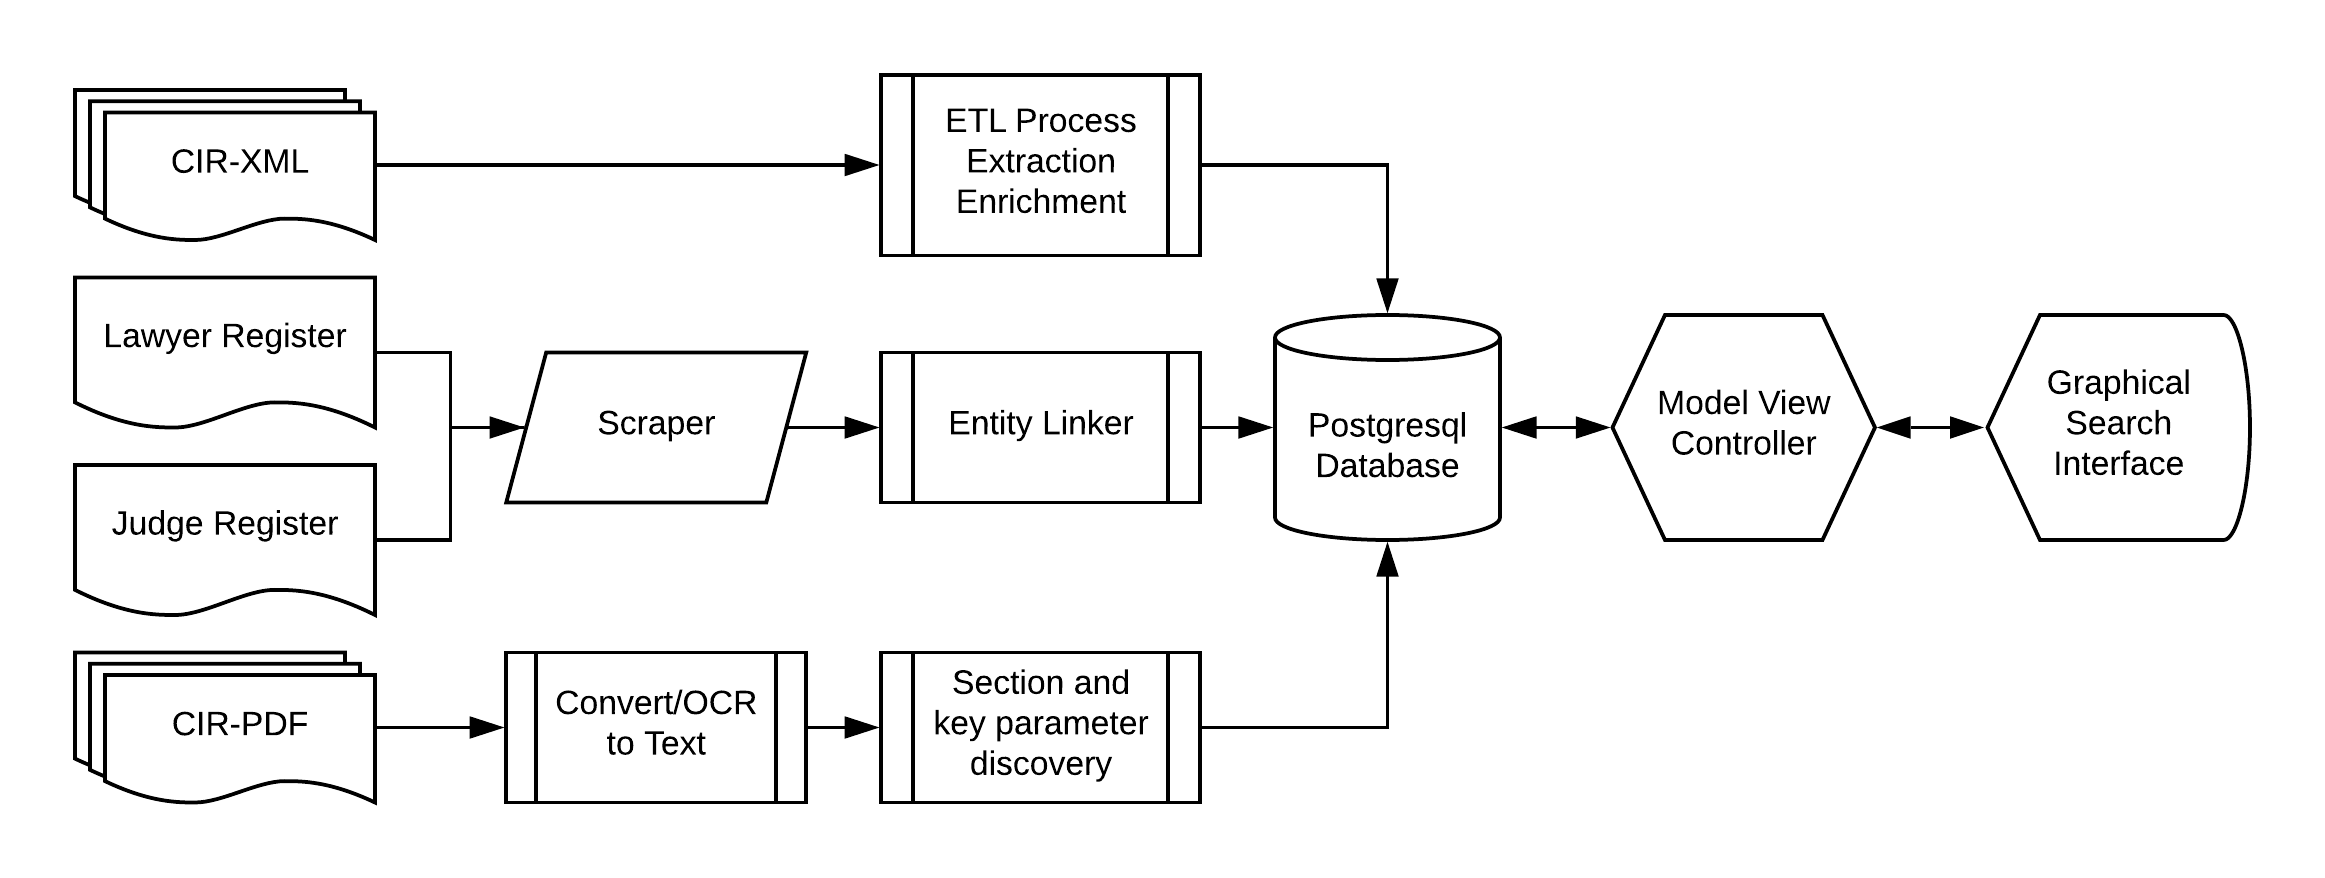 CIR-XML
ETL Process
Extraction
Enrichment
Lawyer Register
Judge Register
Scraper
Entity Linker
Postgresql
Database
Model View
Controller
Graphical
Search
Interface
CIR-PDF
Convert/OCR
to Text
Section and
key parameter
discovery